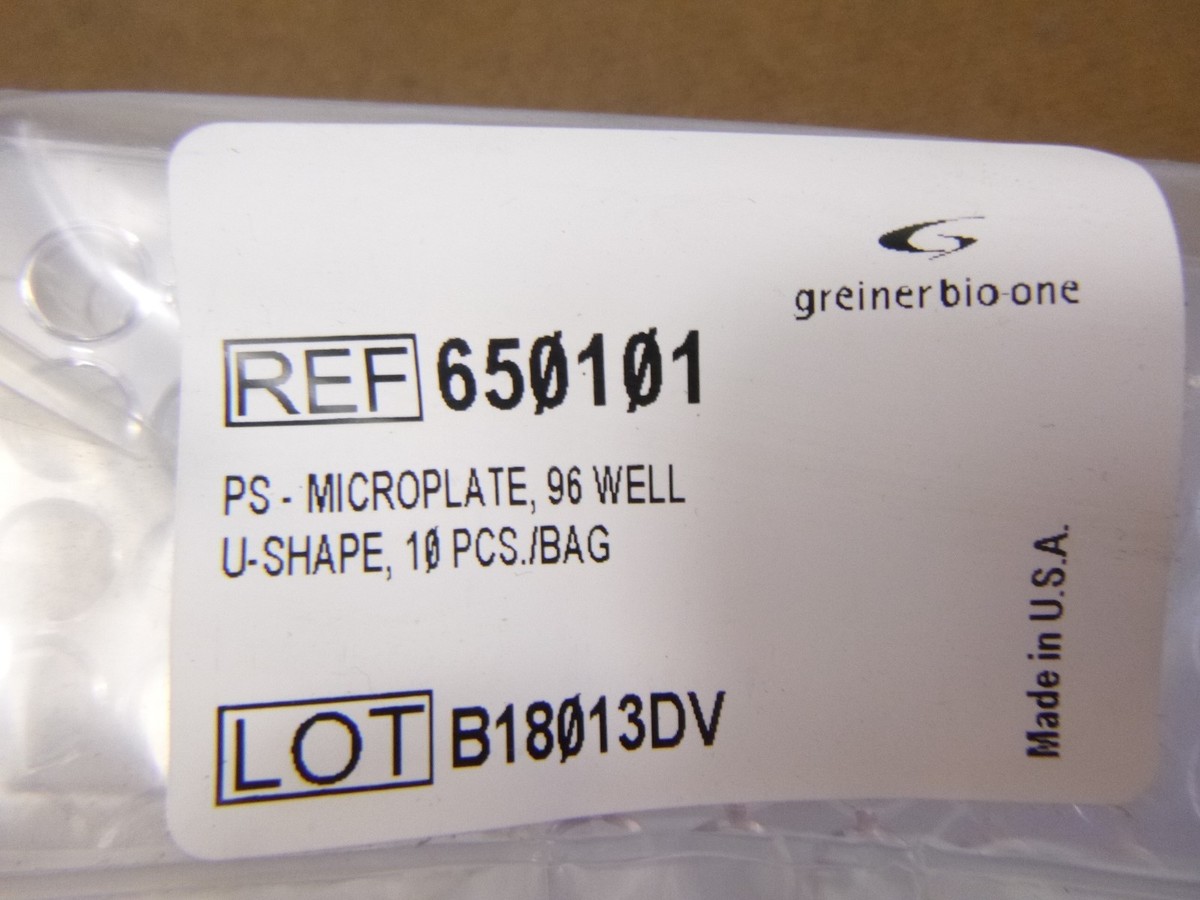 greiner bio-one
REF 65Ø1Ø1
PS - MICROPLATE, 96 WELL
U-SHAPE, 1Ø PCS./BAG
Made in U.S.A.
LOT B18Ø13DV